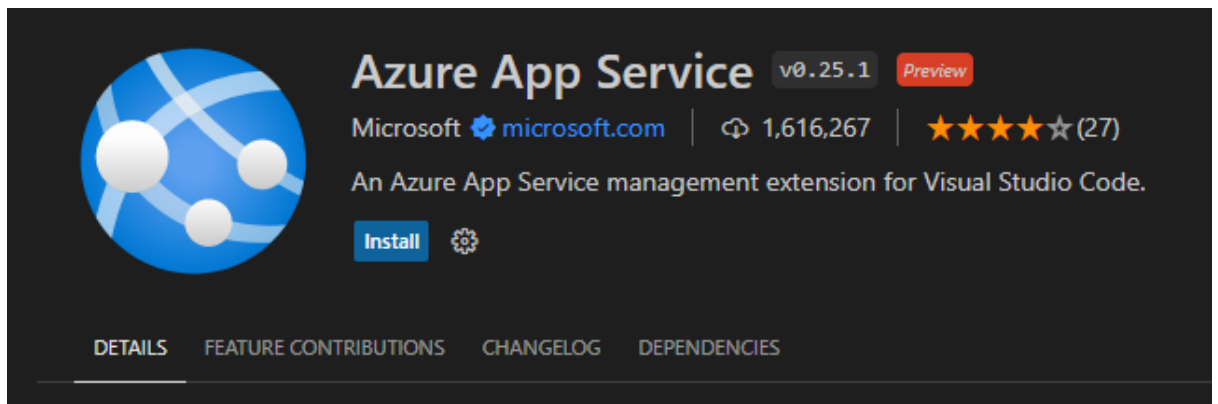 Azure App Service v0.25.1 Preview
Microsoft microsoft.com 1,616,267 (27)
An Azure App Service management extension for Visual Studio Code.
Install
DETAILS FEATURE CONTRIBUTIONS CHANGELOG DEPENDENCIES